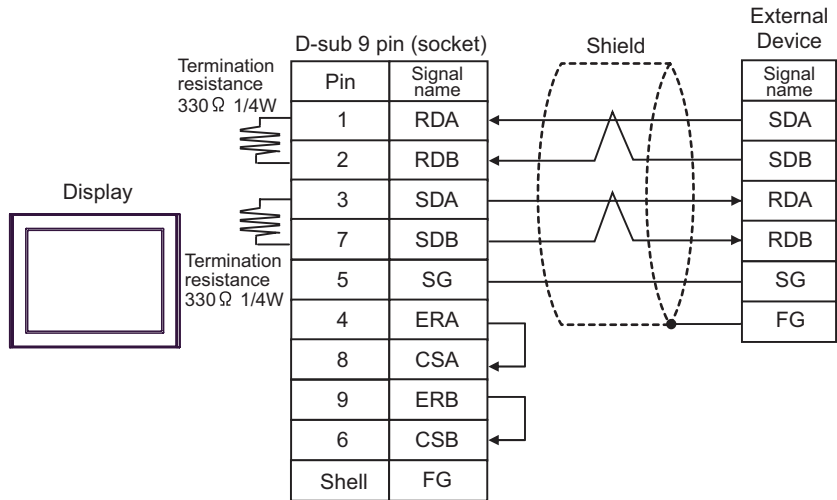 External
Device
D-sub 9 pin (socket)
Shield
Termination
resistance
330 Ω 1/4W
Pin
Signal
name
Signal
name
1
RDA
SDA
2
RDB
SDB
Display
3
SDA
RDA
7
SDB
RDB
Termination
resistance
330 Ω 1/4W
5
SG
SG
4
ERA
FG
8
CSA
9
ERB
6
CSB
Shell
FG